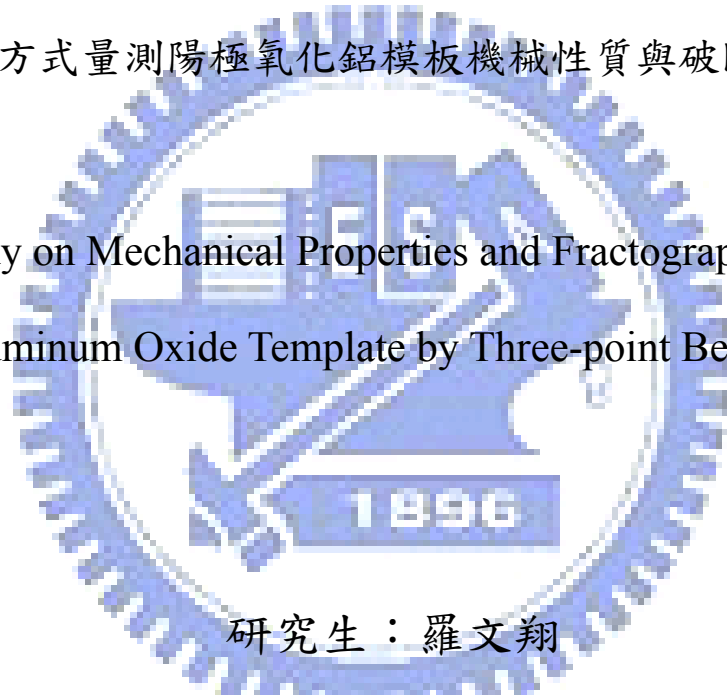 方式量測陽極氧化鋁模板機械性質與破
y on Mechanical Properties and Fractograp
uminum Oxide Template by Three-point Be
1896
研究生：羅文翔